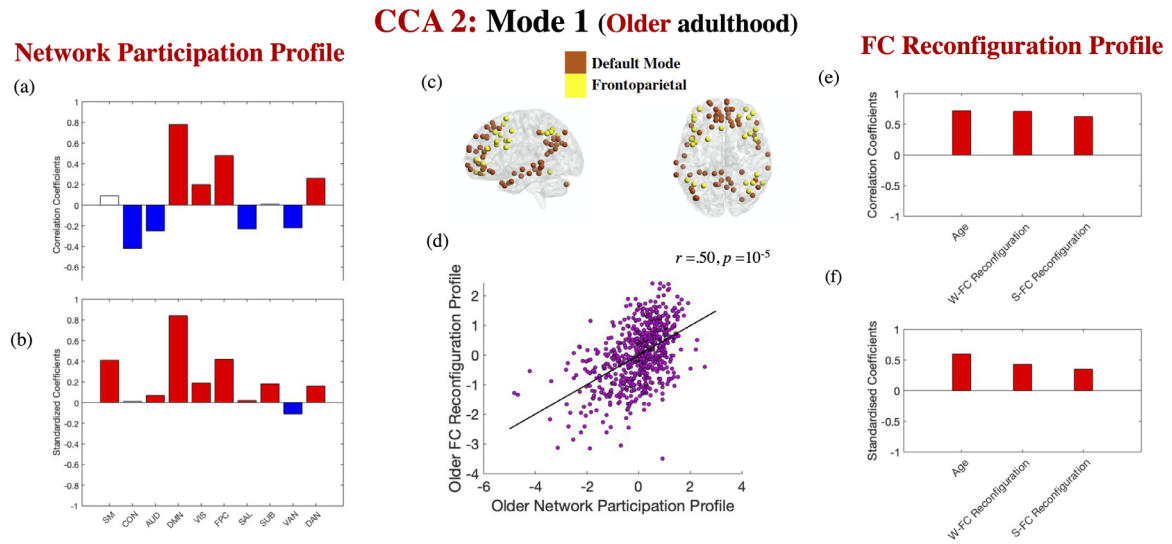 CCA 2: Mode 1 (Older adulthood)
Network Participation Profile
FC Reconfiguration Profile
Default Mode
Frontoparietal
(a)
Correlation Coefficients
1
0.8
0.6
0.4
0.2
0
-0.2
-0.4
-0.6
(b)
Standardized Coefficients
1
0.8
0.6
0.4
0.2
0
-0.2
-0.4
-0.6
-0.8
-1
SM CON AUD DMN VIS FPC SAL SUB VAN DAN
(c)
(d)
r =.50, p =10-5
Older FC Reconfiguration Profile
2
1
0
-1
-2
-3
-4
-6 -4 -2 0 2 4
Older Network Participation Profile
(e)
Correlation Coefficients
1
0.5
0
-0.5
-1
Age W-FC Reconfiguration S-FC Reconfiguration
(f)
Standardised Coefficients
1
0.5
0
-0.5
-1
Age W-FC Reconfiguration S-FC Reconfiguration